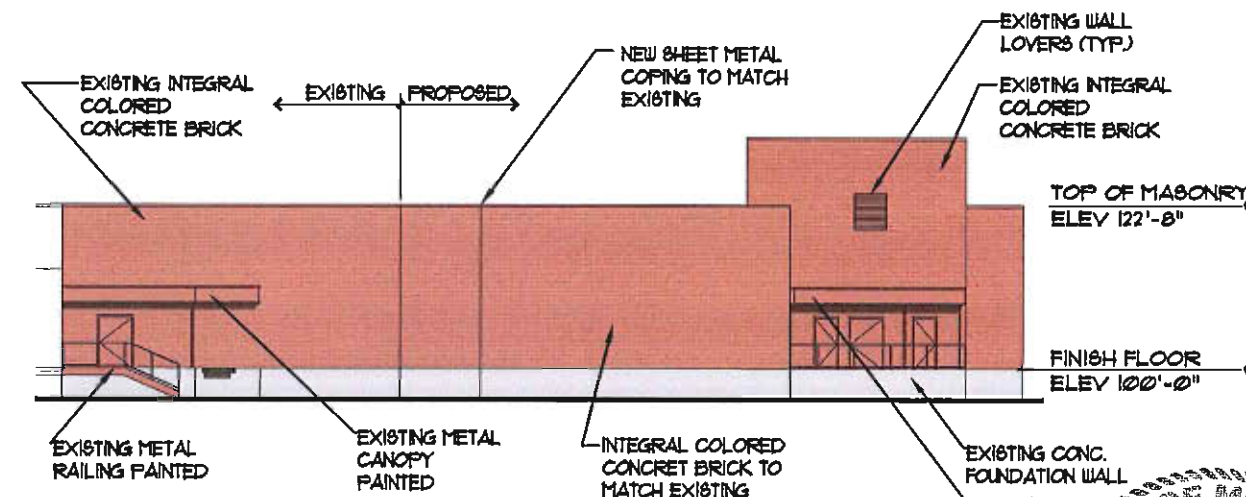 EXISTING WALL
LOVERS (TYP.)
EXISTING INTEGRAL
COLORED
CONCRETE BRICK
EXISTING
PROPOSED
NEW SHEET METAL
COPING TO MATCH
EXISTING
EXISTING INTEGRAL
COLORED
CONCRETE BRICK
TOP OF MASONRY
ELEV 122'-8"
FINISH FLOOR
ELEV 100'-0"
EXISTING METAL
RAILING PAINTED
EXISTING METAL
CANOPY
PAINTED
INTEGRAL COLORED
CONCRET BRICK TO
MATCH EXISTING
EXISTING CONC.
FOUNDATION WALL